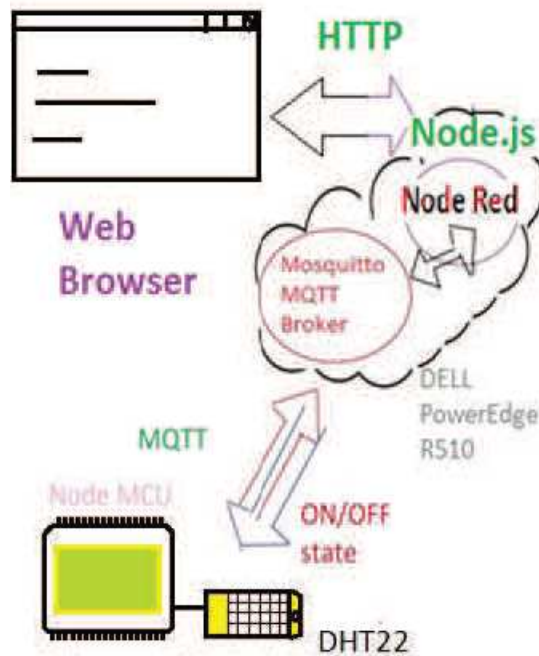 HTTP
Node.js
Node Red
Web
Browser
Mosquitto
MQTT
Broker
DELL
PowerEdge
R510
MQTT
Node MCU
ON/OFF
state
DHT22